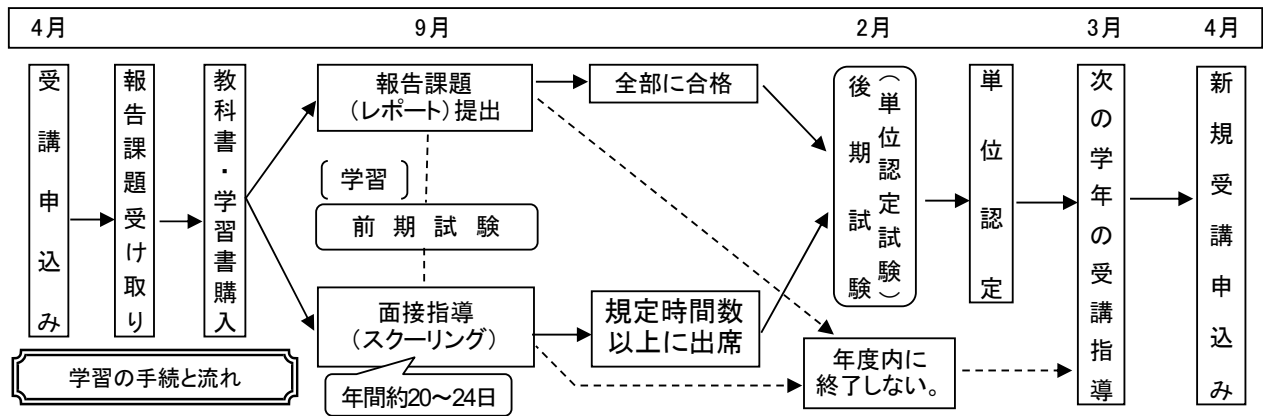 4月
9月
2月
3月
4月
受講申込み
報告課題受け取り
教科書・学習書購入
報告課題
（レポート）提出
〔学習〕
前期試験
面接指導
（スクーリング）
年間約20～24日
全部に合格
規定時間数
以上に出席
後期試験
（単位認定試験）
年度内に
終了しない。
単位認定
次の学年の受講指導
新規受講申込み
学習の手続と流れ